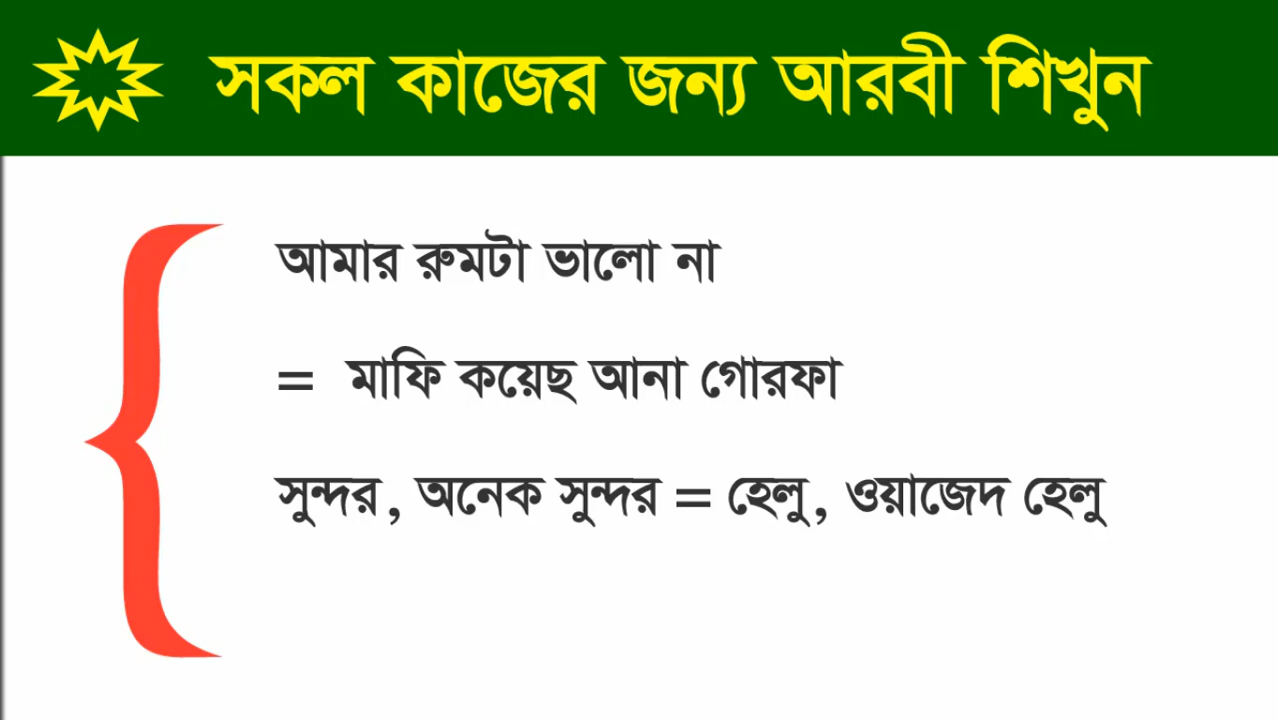 সকল কাজের জন্য আরবী শিখুন
আমার রুমটা ভালো না
= মাফি কয়েছ আনা গোরফা
সুন্দর, অনেক সুন্দর = হেলু, ওয়াজেদ হেলু